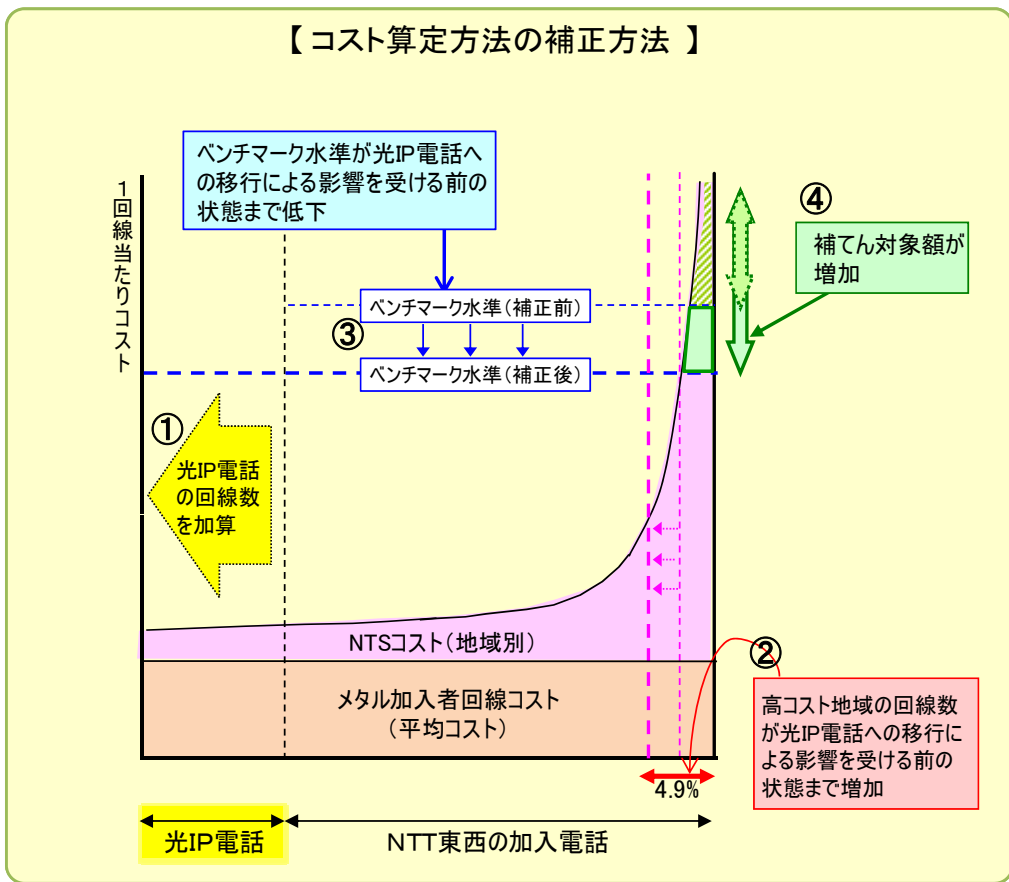 【 コスト算定方法の補正方法 】
ベンチマーク水準が光IP電話へ
の移行による影響を受ける前の
状態まで低下
1回線当たりコスト
④
補てん対象額が
増加
ベンチマーク水準(補正前)
③
ベンチマーク水準(補正後)
①
光IP電話
の回線数
を加算
NTSコスト(地域別)
②
メタル加入者回線コスト
(平均コスト)
高コスト地域の回線数
が光IP電話への移行に
よる影響を受ける前の
状態まで増加
4.9%
光IP電話
NTT東西の加入電話